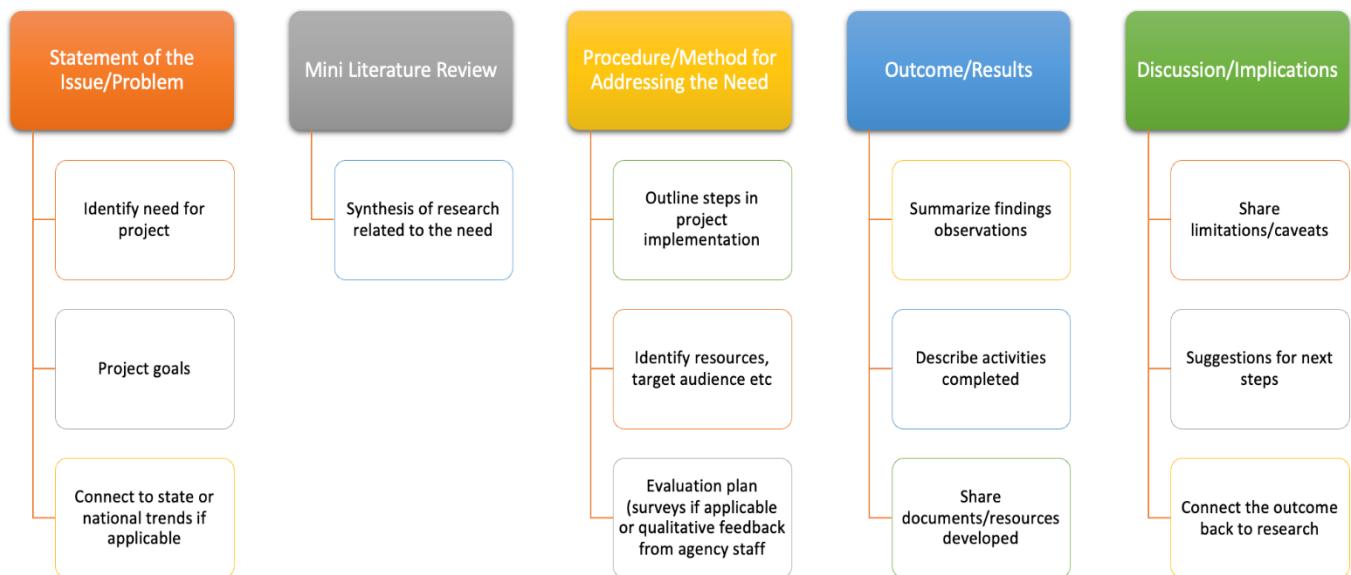 Statement of the
Issue/Problem
Identify need for
project
Project goals
Connect to state or
national trends if
applicable
Mini Literature Review
Synthesis of research
related to the need
Procedure/Method for
Addressing the Need
Outline steps in
project
implementation
Identify resources,
target audience etc
Evaluation plan
(surveys if applicable
or qualitative feedback
from agency staff
Outcome/Results
Summarize findings
observations
Describe activities
completed
Share
documents/resources
developed
Discussion/Implications
Share
limitations/caveats
Suggestions for next
steps
Connect the outcome
back to research